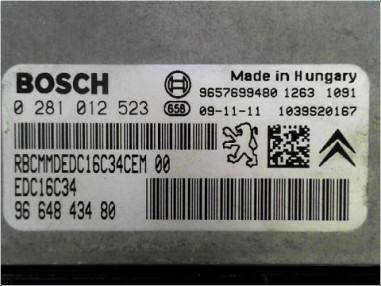 BOSCH
Made in Hungary
9657699480 1263 1091
0 281 012 523
658
09-11-11 1039S20167
RBCMMDEDC16C34CEM 00
EDC16C34
96 648 434 80